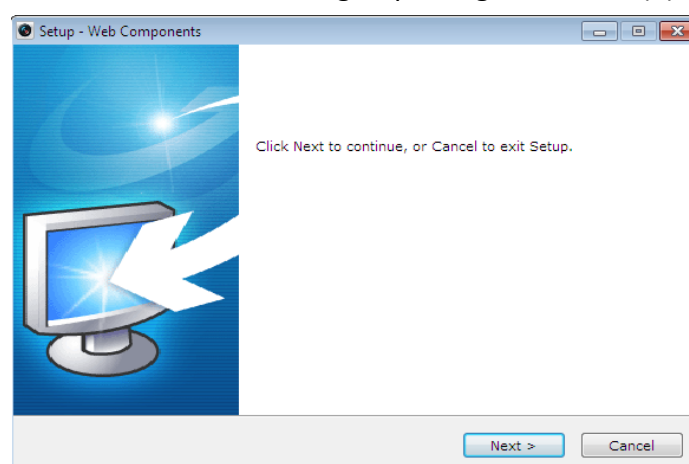 Setup - Web Components
Click Next to continue, or Cancel to exit Setup.
Next >
Cancel